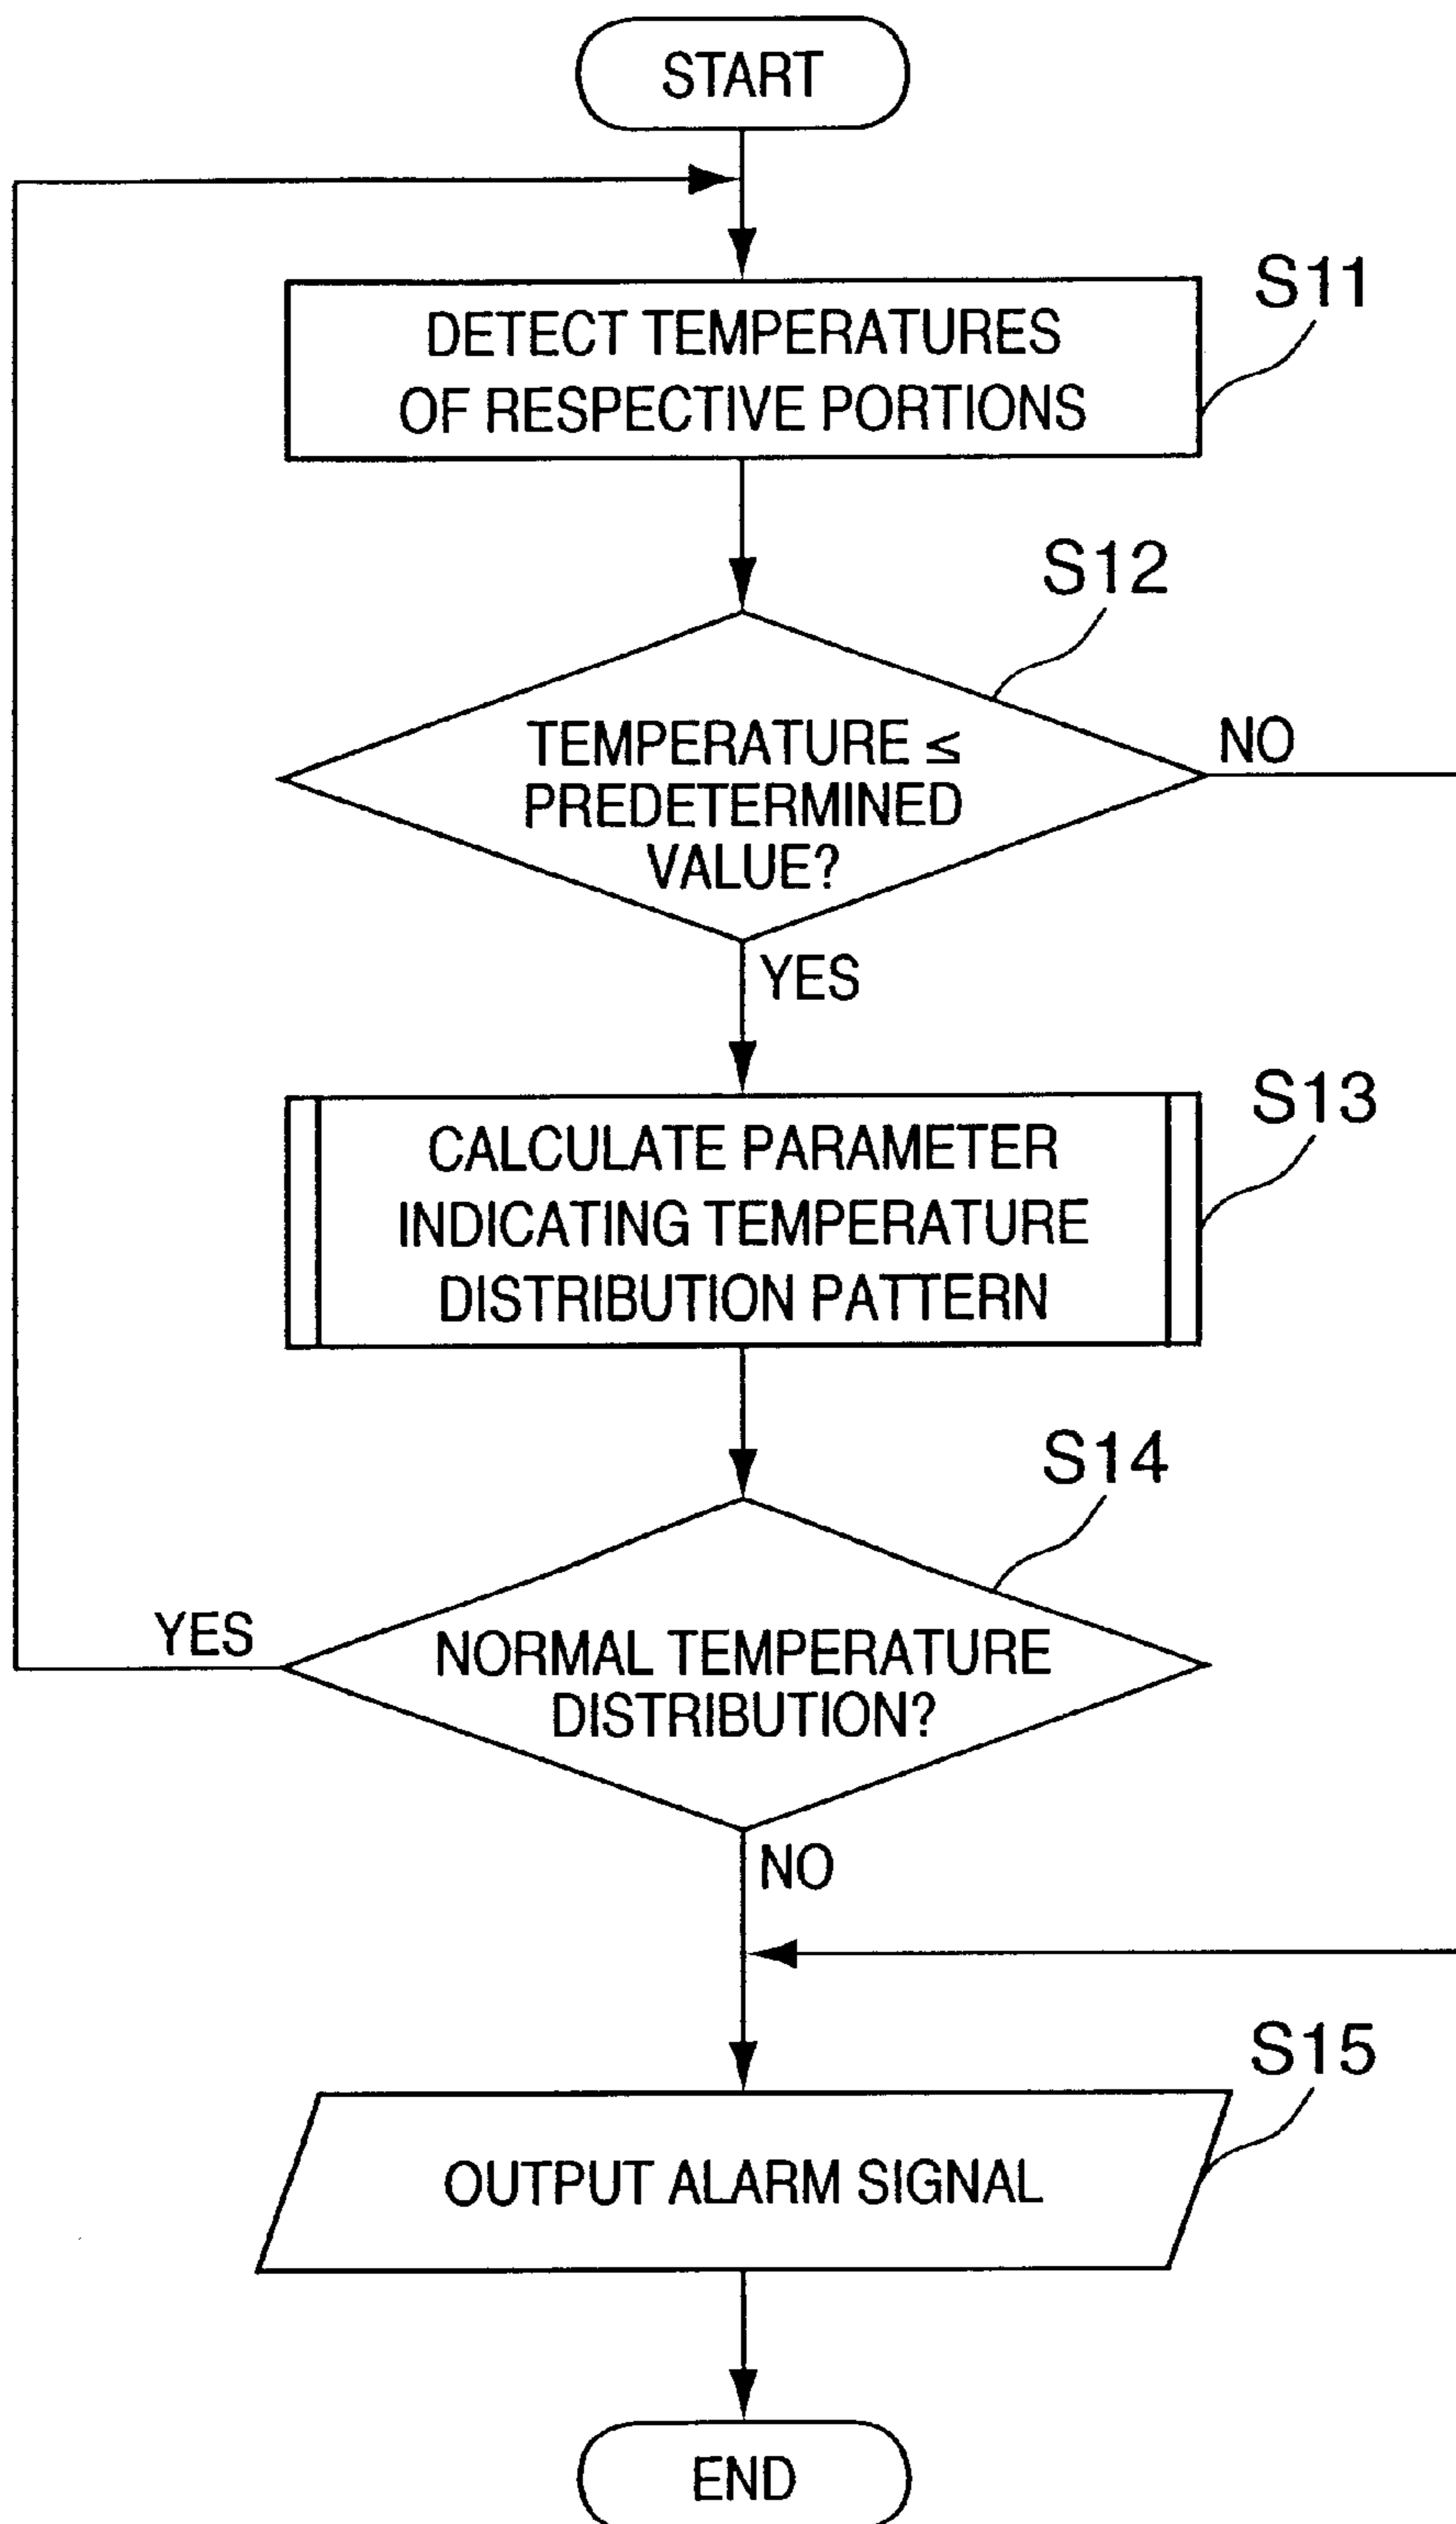 START
S11
DETECT TEMPERATURES
OF RESPECTIVE PORTIONS
S12
TEMPERATURE ≤
PREDETERMINED
VALUE?
NO
YES
S13
CALCULATE PARAMETER
INDICATING TEMPERATURE
DISTRIBUTION PATTERN
S14
YES
NORMAL TEMPERATURE
DISTRIBUTION?
NO
S15
OUTPUT ALARM SIGNAL
END